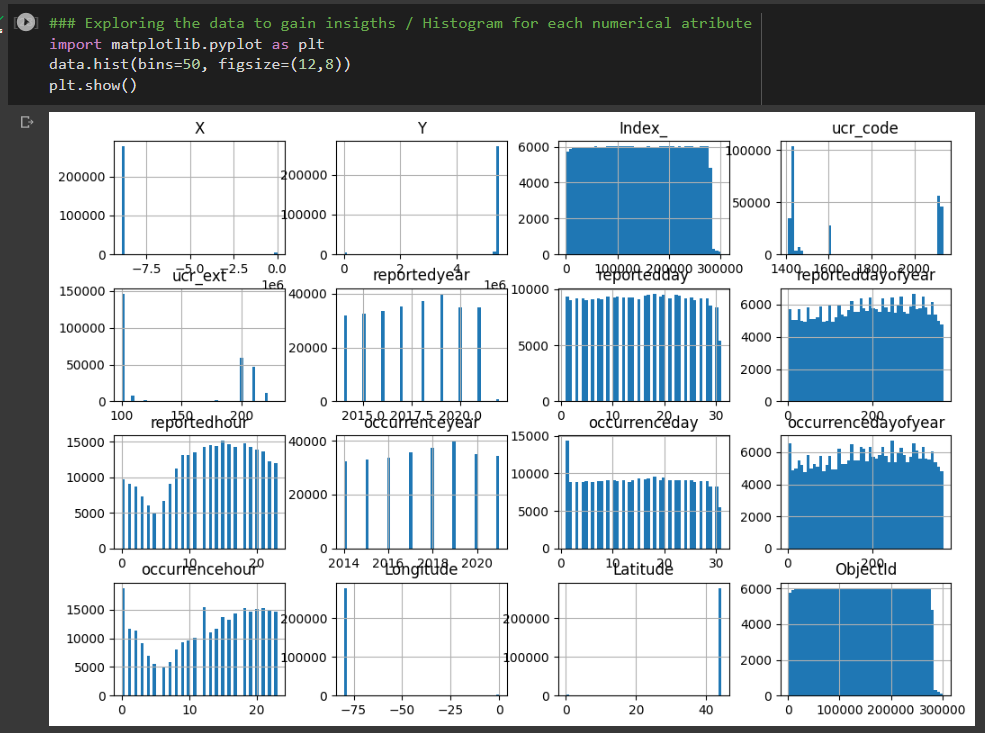 ### Exploring the data to gain insigths / Histogram for each numerical atribute
import matplotlib.pyplot as plt
data.hist(bins=50, figsize=(12,8))
plt.show()
X
Y
Index_
ucr_code
200000
100000
0
−7.5 −5.0 −2.5 0.0
1e6
200000
100000
0
0 2 4
1e6
6000
4000
2000
0
0 100000 200000 300000
100000
50000
0
1400 1600 1800 2000
ucr_ext
reportedyear
reportedday
reporteddayofyear
150000
100000
50000
0
100 150 200
40000
20000
0
2015.0 2017.5 2020.0
10000
5000
0
0 10 20 30
6000
4000
2000
0
0 200
reportedhour
occurrenceyear
occurrenceday
occurrencedayofyear
15000
10000
5000
0
0 10 20
40000
20000
0
2014 2016 2018 2020
15000
10000
5000
0
0 10 20 30
6000
4000
2000
0
0 200
occurrencehour
Longitude
Latitude
ObjectId
15000
10000
5000
0
0 10 20
200000
100000
0
−75 −50 −25 0
200000
100000
0
0 20 40
6000
4000
2000
0
0 100000 200000 300000